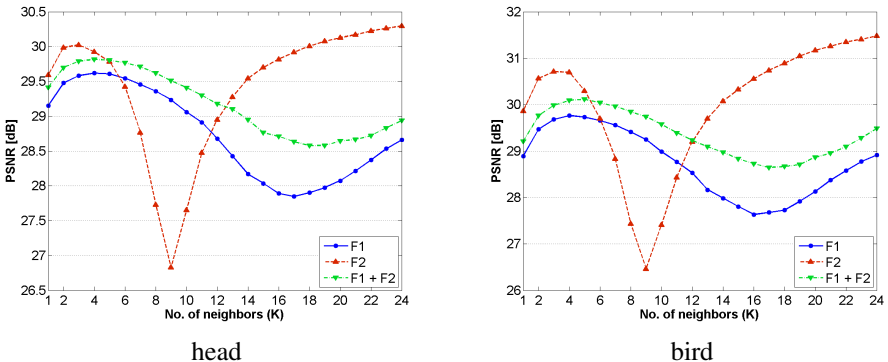 30.5
30
29.5
29
28.5
28
27.5
27
26.5
PSNR [dB]
1 2 4 6 8 10 12 14 16 18 20 22 24
No. of neighbors (K)
F1
F2
F1 + F2
head
32
31
30
29
28
27
26
PSNR [dB]
1 2 4 6 8 10 12 14 16 18 20 22 24
No. of neighbors (K)
F1
F2
F1 + F2
bird